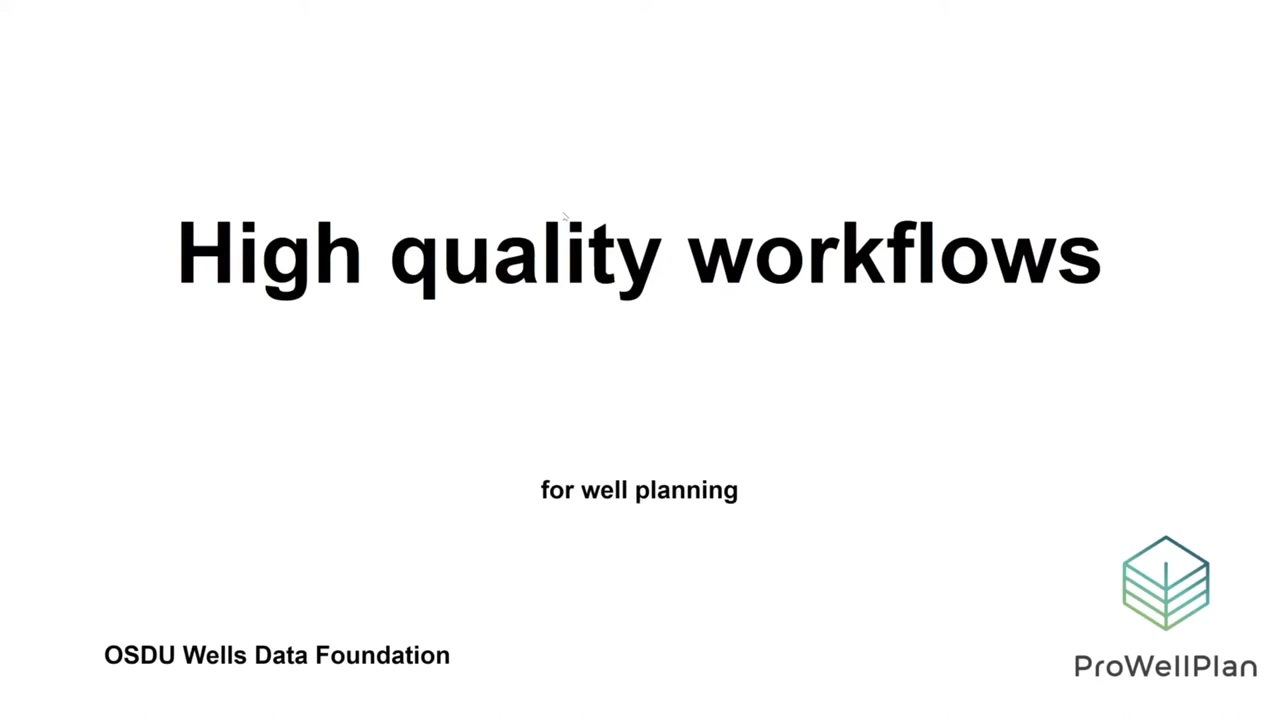 High quality workflows
for well planning
OSDU Wells Data Foundation
ProWellPlan